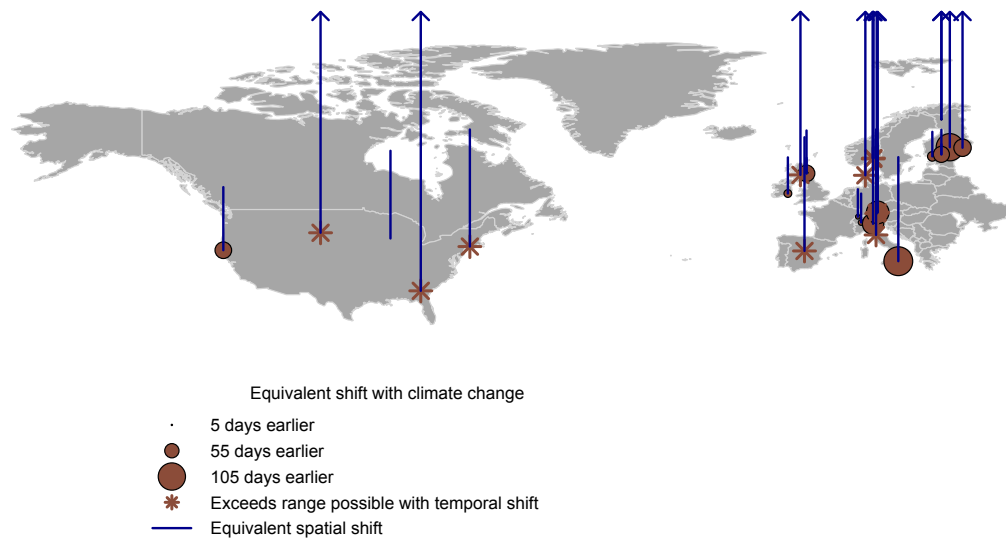 Equivalent shift with climate change
5 days earlier
55 days earlier
105 days earlier
Exceeds range possible with temporal shift
Equivalent spatial shift